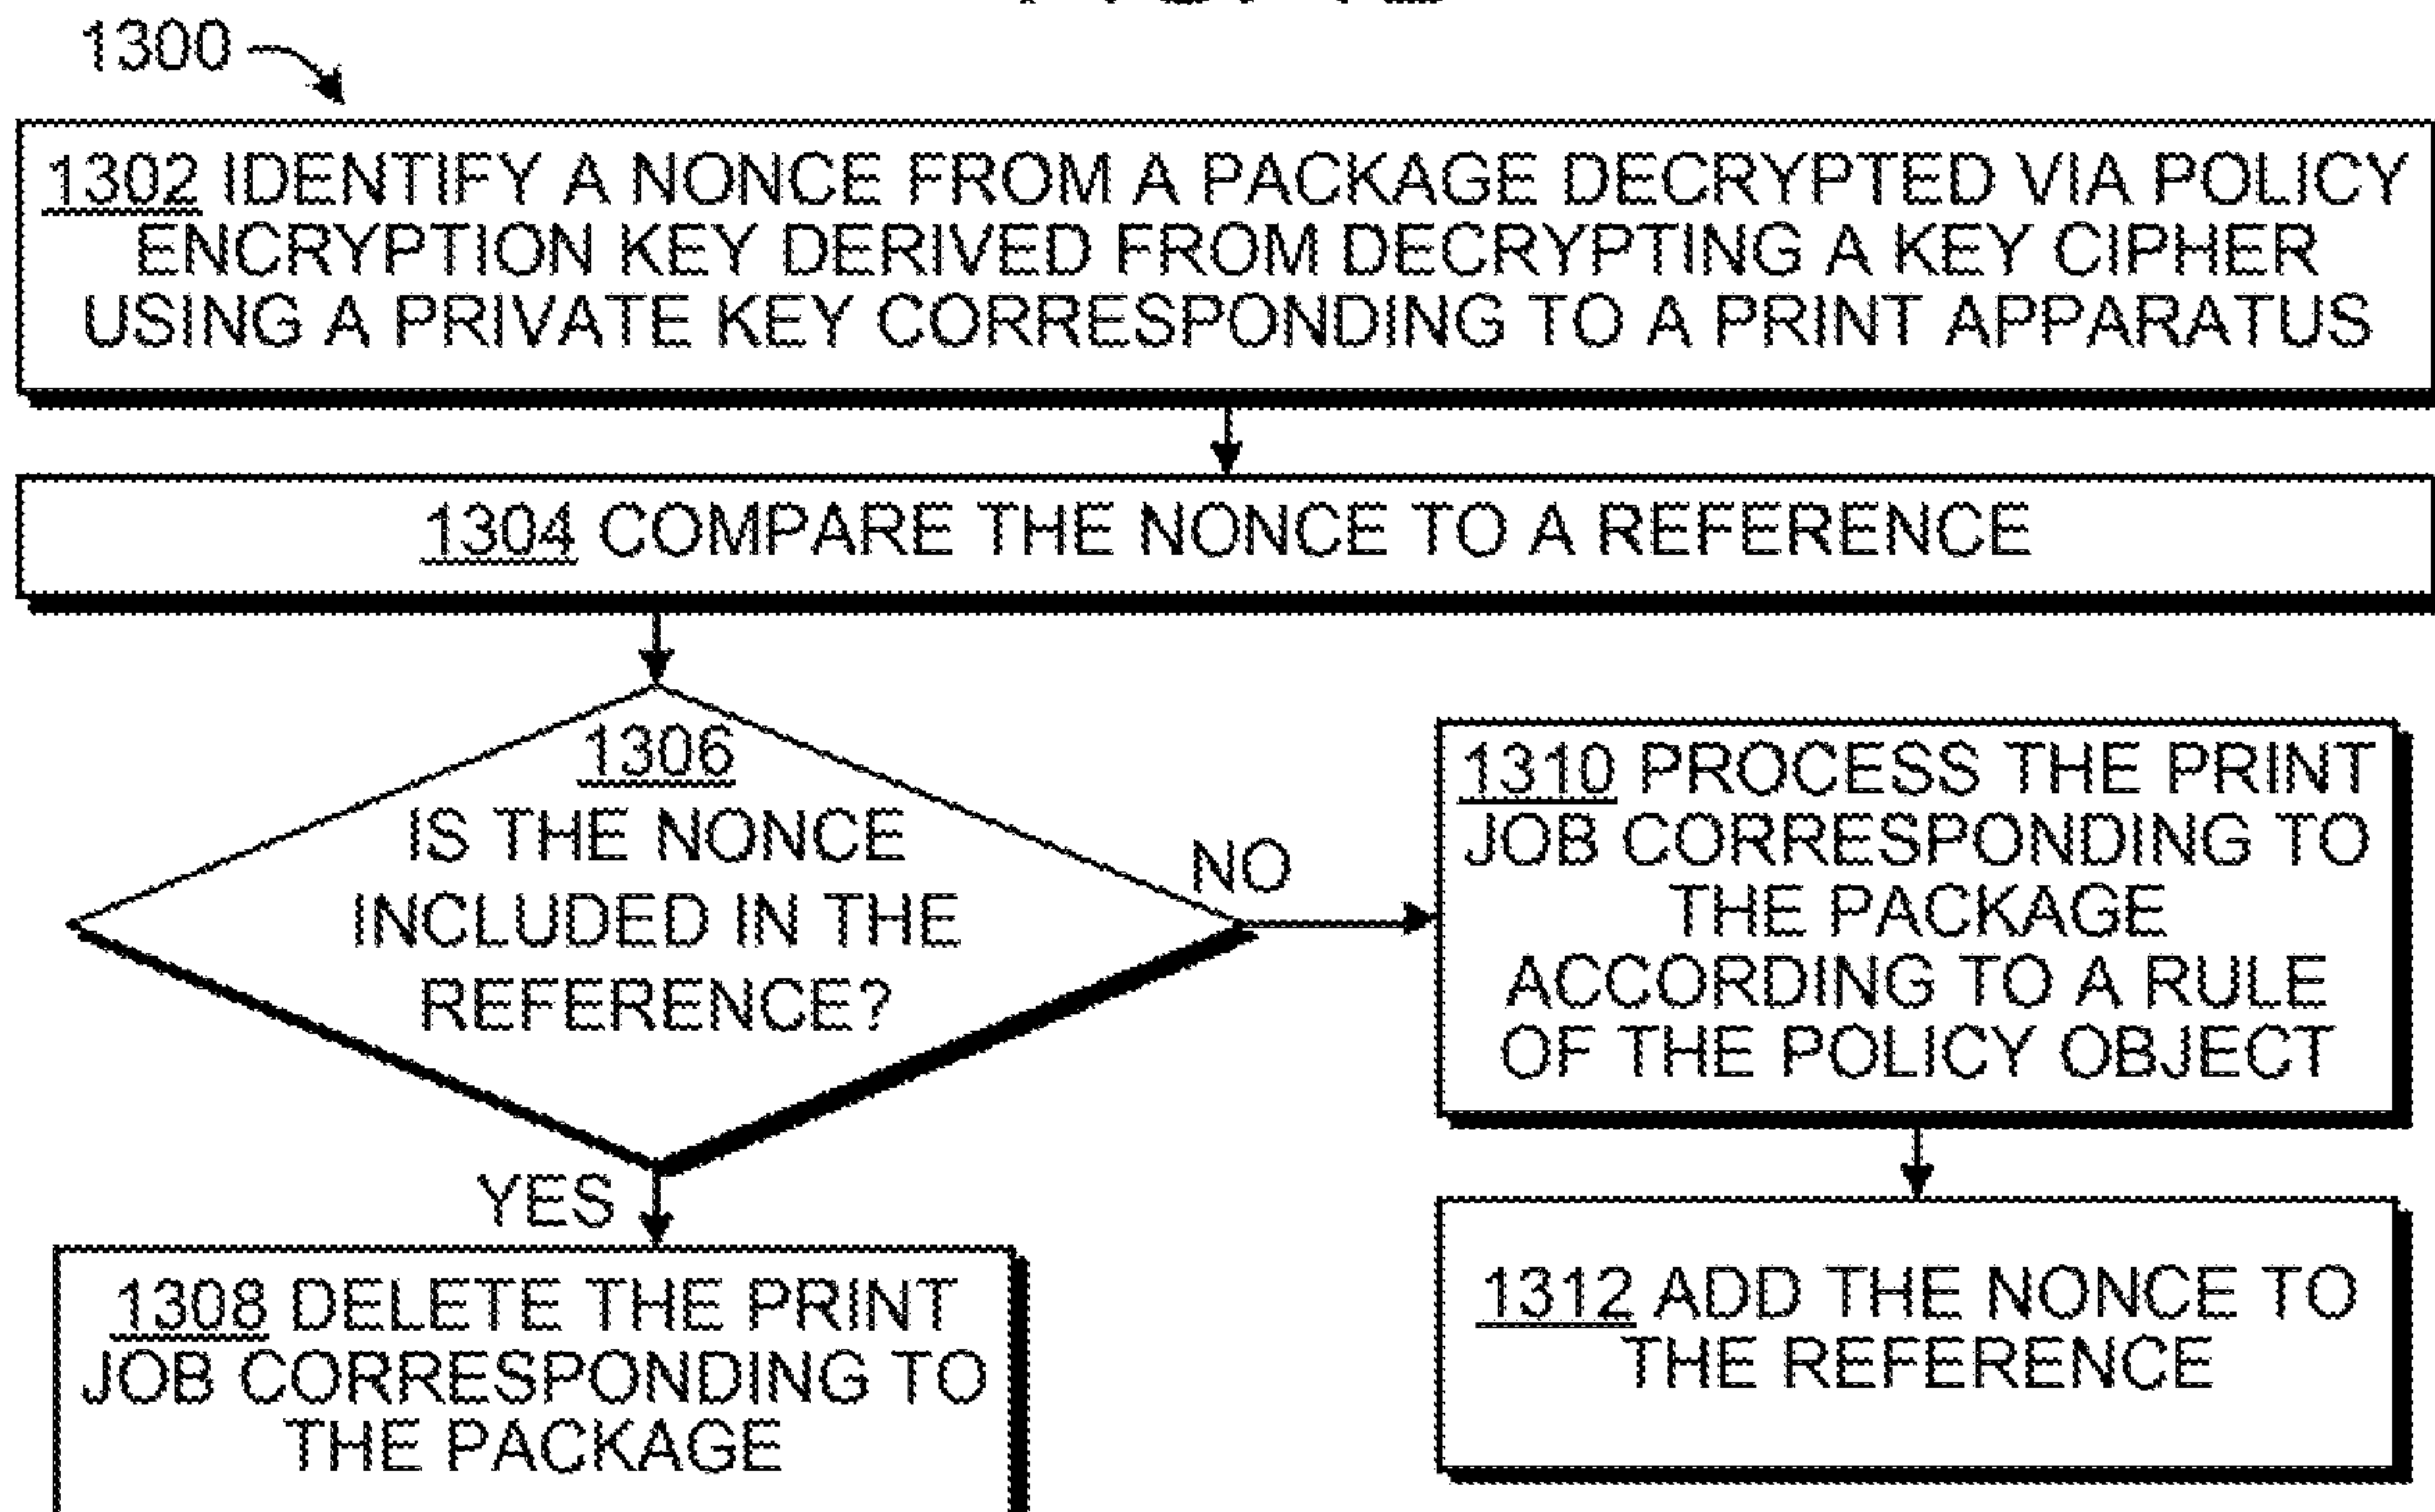 1300
1302 IDENTIFY A NONCE FROM A PACKAGE DECRYPTED VIA POLICY
ENCRYPTION KEY DERIVED FROM DECRYPTING A KEY CIPHER
USING A PRIVATE KEY CORRESPONDING TO A PRINT APPARATUS
1304 COMPARE THE NONCE TO A REFERENCE
1306
IS THE NONCE
INCLUDED IN THE
REFERENCE?
NO
1310 PROCESS THE PRINT
JOB CORRESPONDING TO
THE PACKAGE
ACCORDING TO A RULE
OF THE POLICY OBJECT
YES
1308 DELETE THE PRINT
JOB CORRESPONDING TO
THE PACKAGE
1312 ADD THE NONCE TO
THE REFERENCE